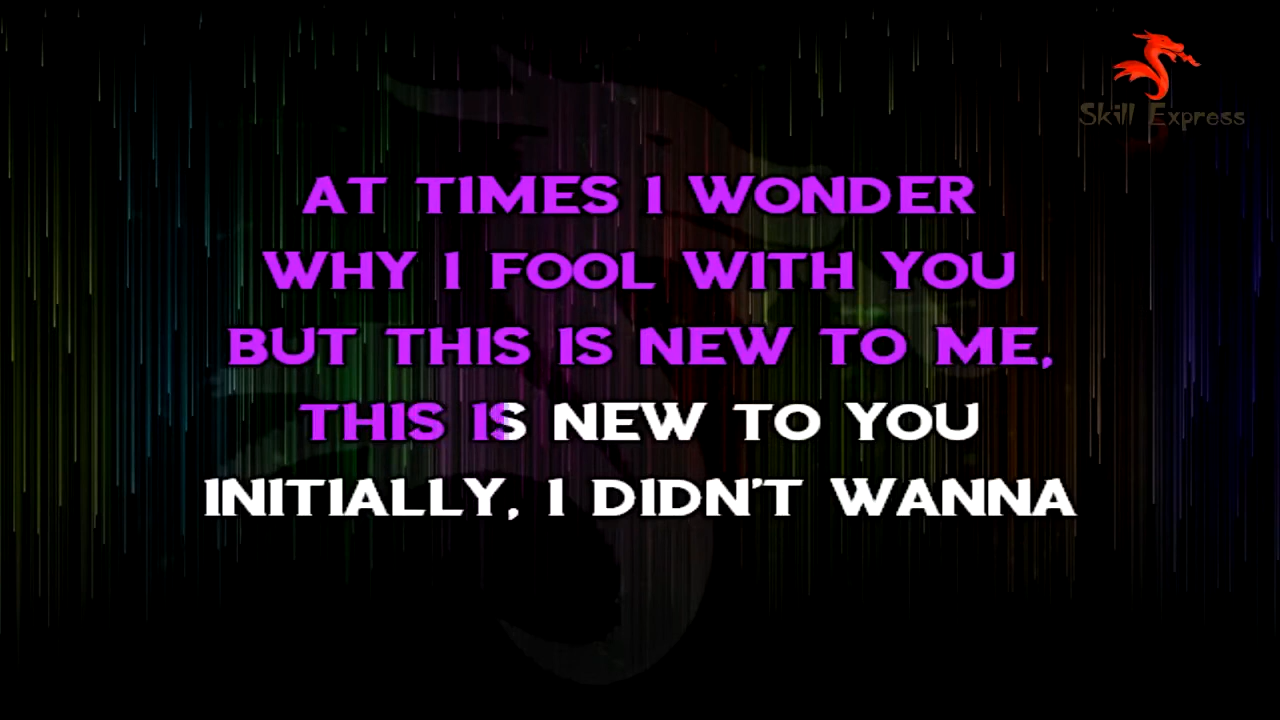 Skill Express
AT TIMES I WONDER
WHY I FOOL WITH YOU
BUT THIS IS NEW TO ME,
THIS IS NEW TO YOU
INITIALLY, I DIDN'T WANNA